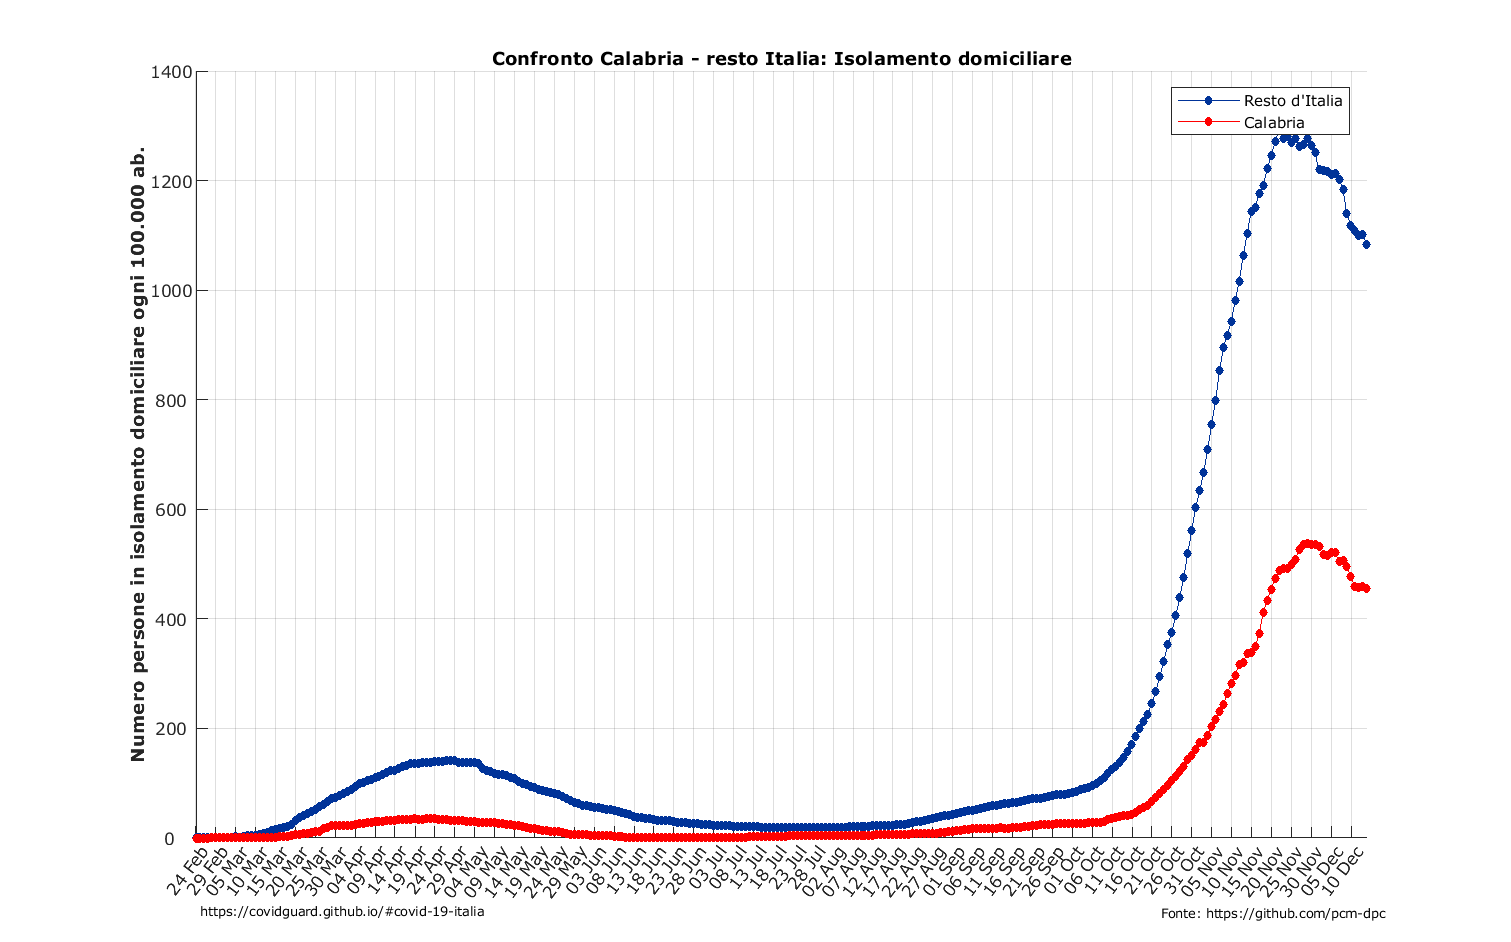 Confronto Calabria - resto Italia: Isolamento domiciliare
Numero persone in isolamento domiciliare ogni 100.000 ab.
1400
1200
1000
800
600
400
200
0
Resto d'Italia
Calabria
24 Feb
29 Feb
05 Mar
10 Mar
15 Mar
20 Mar
25 Mar
30 Mar
04 Apr
09 Apr
14 Apr
19 Apr
24 Apr
29 Apr
04 May
09 May
14 May
19 May
24 May
29 May
03 Jun
08 Jun
13 Jun
18 Jun
23 Jun
28 Jun
03 Jul
08 Jul
13 Jul
18 Jul
23 Jul
28 Jul
02 Aug
07 Aug
12 Aug
17 Aug
22 Aug
27 Aug
01 Sep
06 Sep
11 Sep
16 Sep
21 Sep
26 Sep
01 Oct
06 Oct
11 Oct
16 Oct
21 Oct
26 Oct
31 Oct
05 Nov
10 Nov
15 Nov
20 Nov
25 Nov
30 Nov
05 Dec
10 Dec
https://covidguard.github.io/#covid-19-italia
Fonte: https://github.com/pcm-dpc